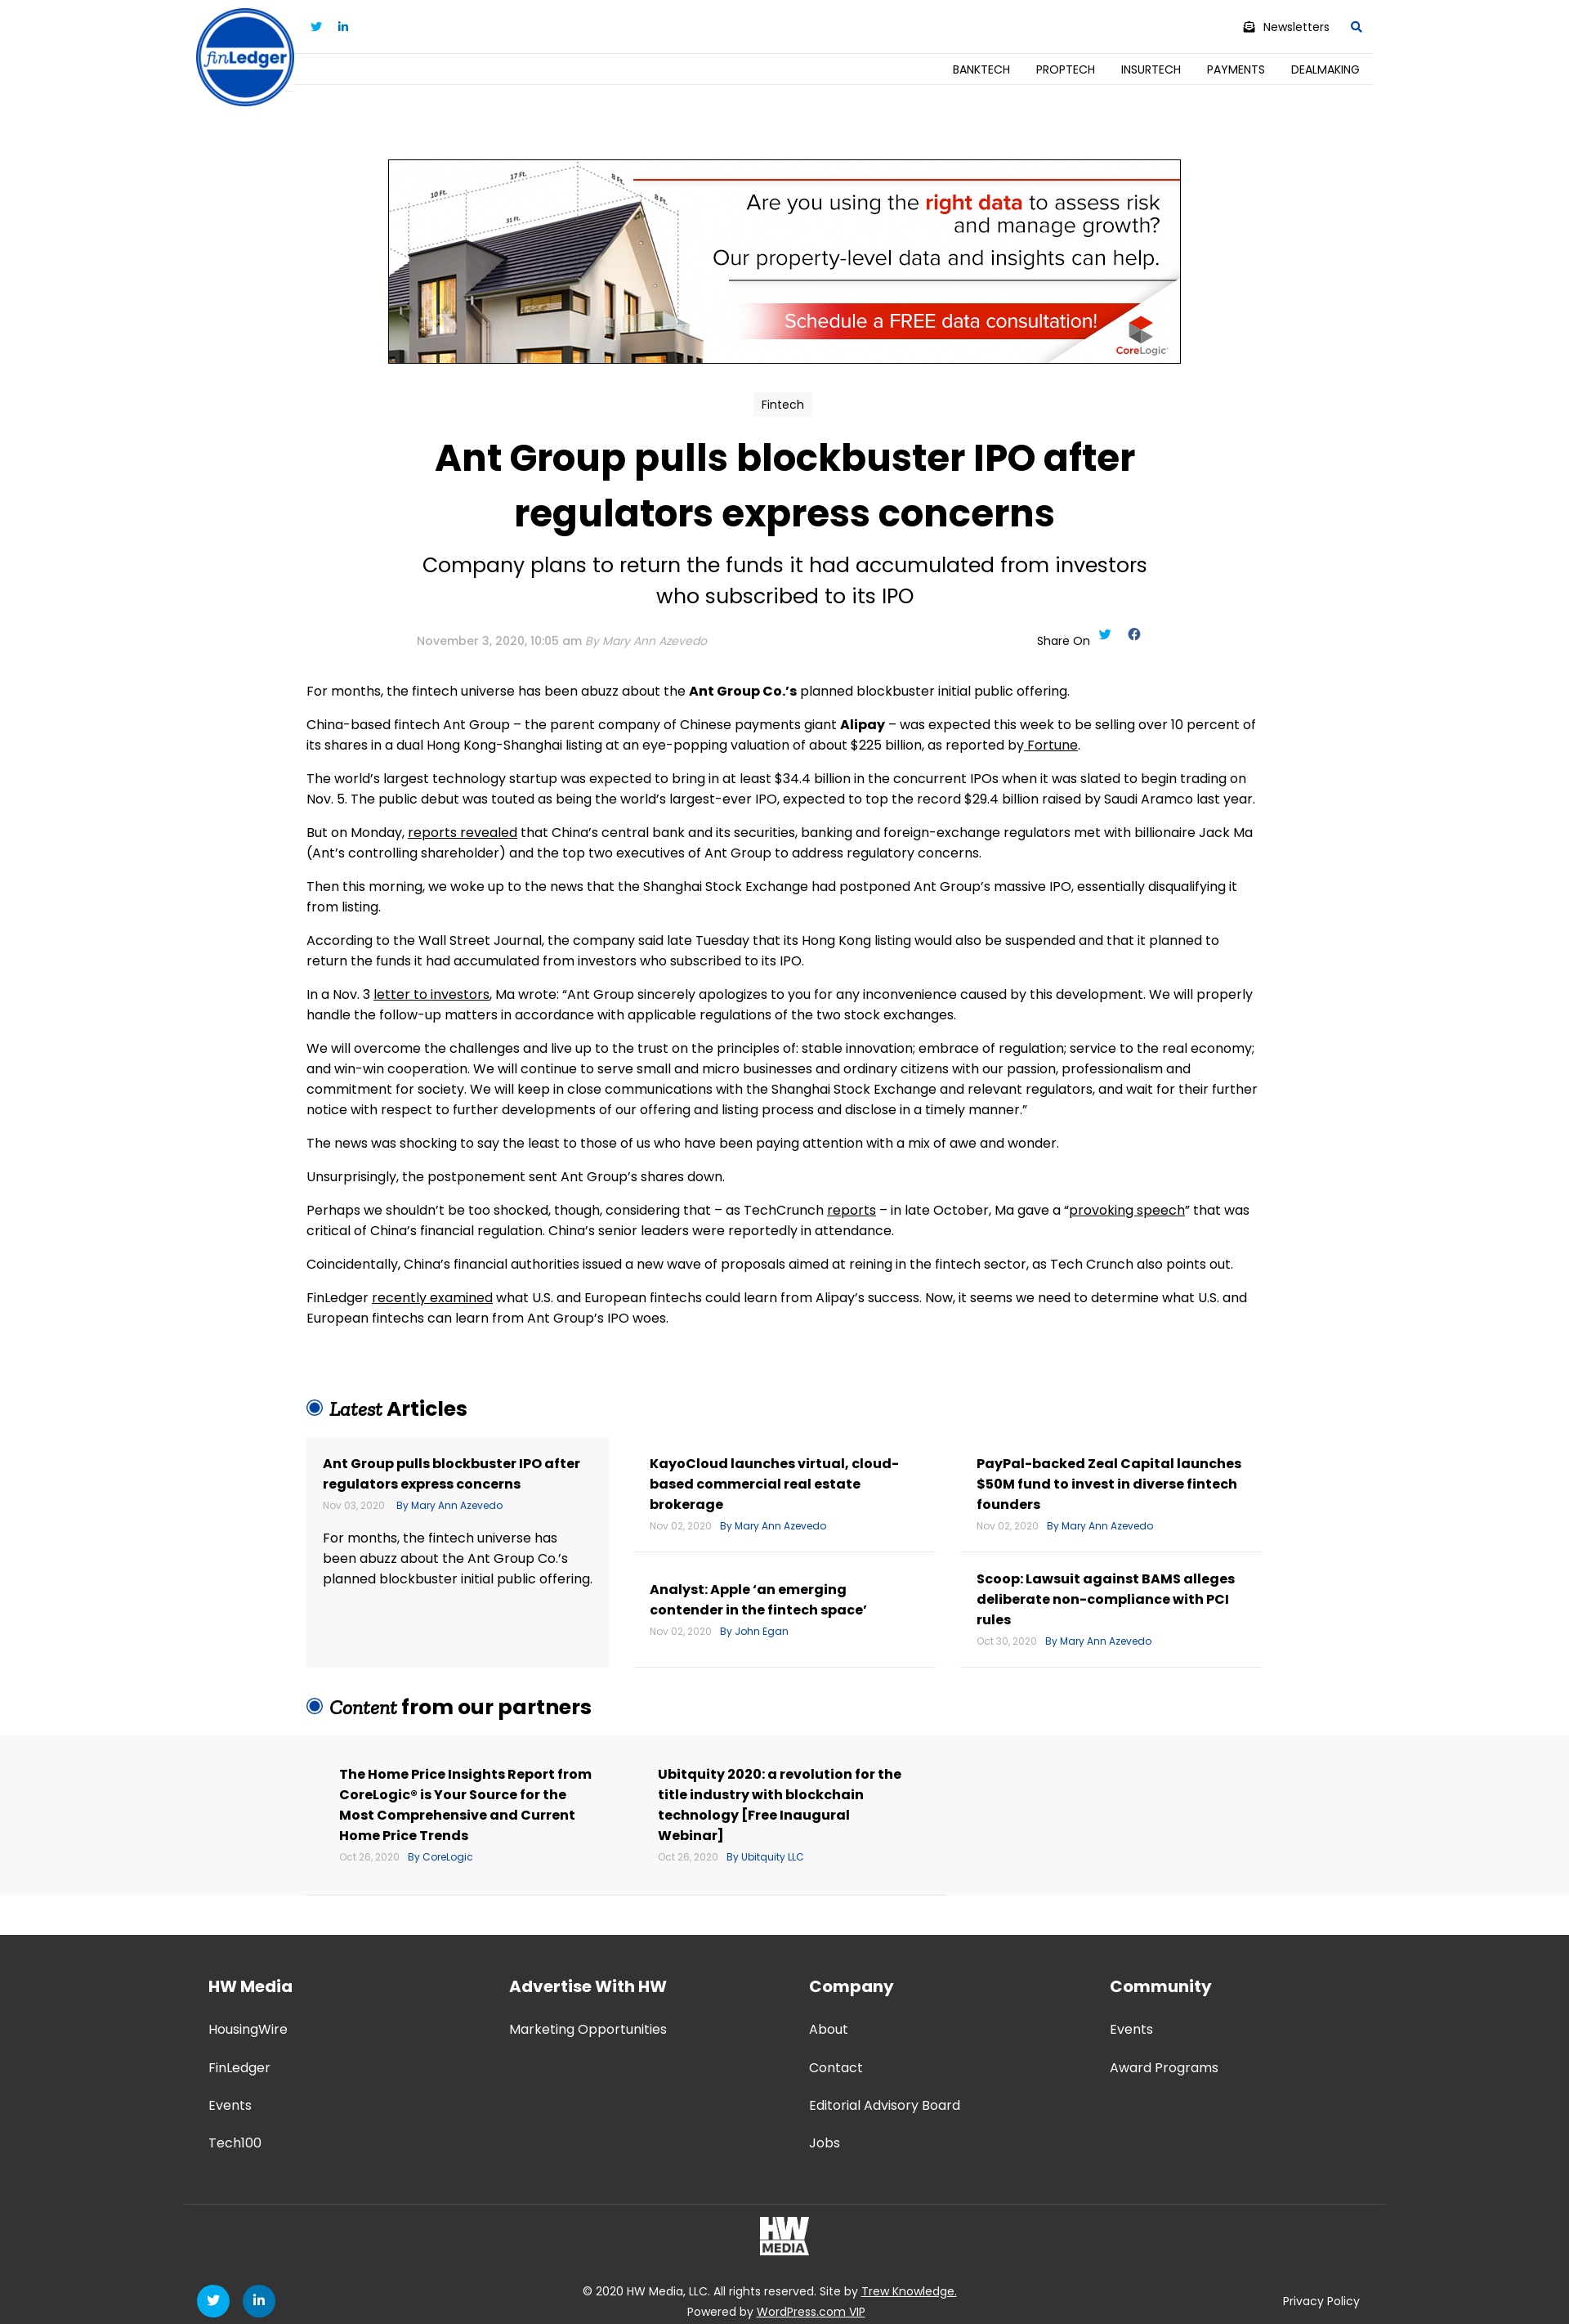 finLedger
Newsletters
BANKTECH PROPTECH INSURTECH PAYMENTS DEALMAKING
10 Ft. 17 Ft. 8 Ft. 8 Ft. 31 Ft.
Are you using the right data to assess risk
and manage growth?
Our property-level data and insights can help.
Schedule a FREE data consultation!
CoreLogic
Fintech
Ant Group pulls blockbuster IPO after
regulators express concerns
Company plans to return the funds it had accumulated from investors
who subscribed to its IPO
November 3, 2020, 10:05 am By Mary Ann Azevedo
Share On
For months, the fintech universe has been abuzz about the Ant Group Co.’s planned blockbuster initial public offering.
China-based fintech Ant Group – the parent company of Chinese payments giant Alipay – was expected this week to be selling over 10 percent of
its shares in a dual Hong Kong-Shanghai listing at an eye-popping valuation of about $225 billion, as reported by Fortune.
The world’s largest technology startup was expected to bring in at least $34.4 billion in the concurrent IPOs when it was slated to begin trading on
Nov. 5. The public debut was touted as being the world’s largest-ever IPO, expected to top the record $29.4 billion raised by Saudi Aramco last year.
But on Monday, reports revealed that China’s central bank and its securities, banking and foreign-exchange regulators met with billionaire Jack Ma
(Ant’s controlling shareholder) and the top two executives of Ant Group to address regulatory concerns.
Then this morning, we woke up to the news that the Shanghai Stock Exchange had postponed Ant Group’s massive IPO, essentially disqualifying it
from listing.
According to the Wall Street Journal, the company said late Tuesday that its Hong Kong listing would also be suspended and that it planned to
return the funds it had accumulated from investors who subscribed to its IPO.
In a Nov. 3 letter to investors, Ma wrote: “Ant Group sincerely apologizes to you for any inconvenience caused by this development. We will properly
handle the follow-up matters in accordance with applicable regulations of the two stock exchanges.
We will overcome the challenges and live up to the trust on the principles of: stable innovation; embrace of regulation; service to the real economy;
and win-win cooperation. We will continue to serve small and micro businesses and ordinary citizens with our passion, professionalism and
commitment for society. We will keep in close communications with the Shanghai Stock Exchange and relevant regulators, and wait for their further
notice with respect to further developments of our offering and listing process and disclose in a timely manner.”
The news was shocking to say the least to those of us who have been paying attention with a mix of awe and wonder.
Unsurprisingly, the postponement sent Ant Group’s shares down.
Perhaps we shouldn’t be too shocked, though, considering that – as TechCrunch reports – in late October, Ma gave a “provoking speech” that was
critical of China’s financial regulation. China’s senior leaders were reportedly in attendance.
Coincidentally, China’s financial authorities issued a new wave of proposals aimed at reining in the fintech sector, as Tech Crunch also points out.
FinLedger recently examined what U.S. and European fintechs could learn from Alipay’s success. Now, it seems we need to determine what U.S. and
European fintechs can learn from Ant Group’s IPO woes.
Latest Articles
Ant Group pulls blockbuster IPO after
regulators express concerns
Nov 03, 2020 By Mary Ann Azevedo
For months, the fintech universe has
been abuzz about the Ant Group Co.’s
planned blockbuster initial public offering.
KayoCloud launches virtual, cloud-
based commercial real estate
brokerage
Nov 02, 2020 By Mary Ann Azevedo
PayPal-backed Zeal Capital launches
$50M fund to invest in diverse fintech
founders
Nov 02, 2020 By Mary Ann Azevedo
Analyst: Apple ‘an emerging
contender in the fintech space’
Nov 02, 2020 By John Egan
Scoop: Lawsuit against BAMS alleges
deliberate non-compliance with PCI
rules
Oct 30, 2020 By Mary Ann Azevedo
Content from our partners
The Home Price Insights Report from
CoreLogic® is Your Source for the
Most Comprehensive and Current
Home Price Trends
Oct 26, 2020 By CoreLogic
Ubitquity 2020: a revolution for the
title industry with blockchain
technology [Free Inaugural
Webinar]
Oct 26, 2020 By Ubitquity LLC
HW Media
HousingWire
FinLedger
Events
Tech100
Advertise With HW
Marketing Opportunities
Company
About
Contact
Editorial Advisory Board
Jobs
Community
Events
Award Programs
HW
MEDIA
© 2020 HW Media, LLC. All rights reserved. Site by Trew Knowledge.
Powered by WordPress.com VIP
Privacy Policy